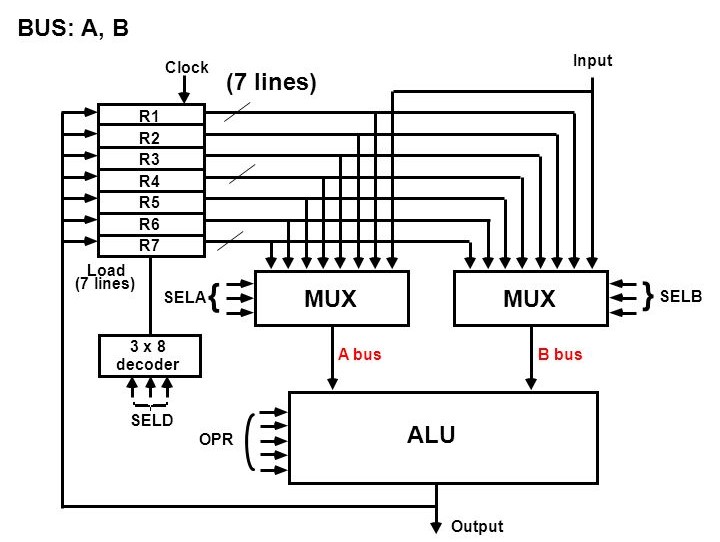 BUS: A, B
Clock
(7 lines)
Input
R1
R2
R3
R4
R5
R6
R7
Load
(7 lines)
SELA {
MUX
MUX
} SELB
3 x 8
decoder
A bus
B bus
SELD
OPR
ALU
Output